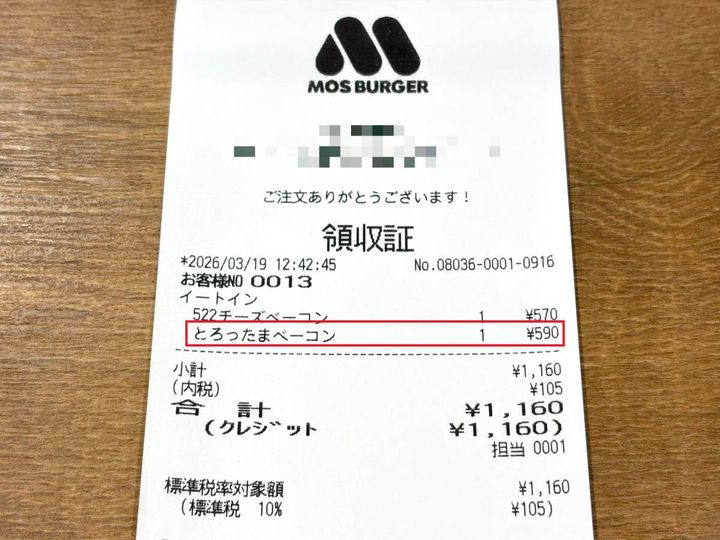 MOS BURGER
ご注文ありがとうございます！
領収証
*2026/03/19 12:42:45 No.08036-0001-0916
お客様NO 0013
イートイン
522チーズベーコン 1 ¥570
とろったまベーコン 1 ¥590
小計 ¥1,160
(内税) ¥105
合 計 ¥1,160
(クレジット ¥1,160)
担当 0001
標準税率対象額 ¥1,160
(標準税 10% ¥105)